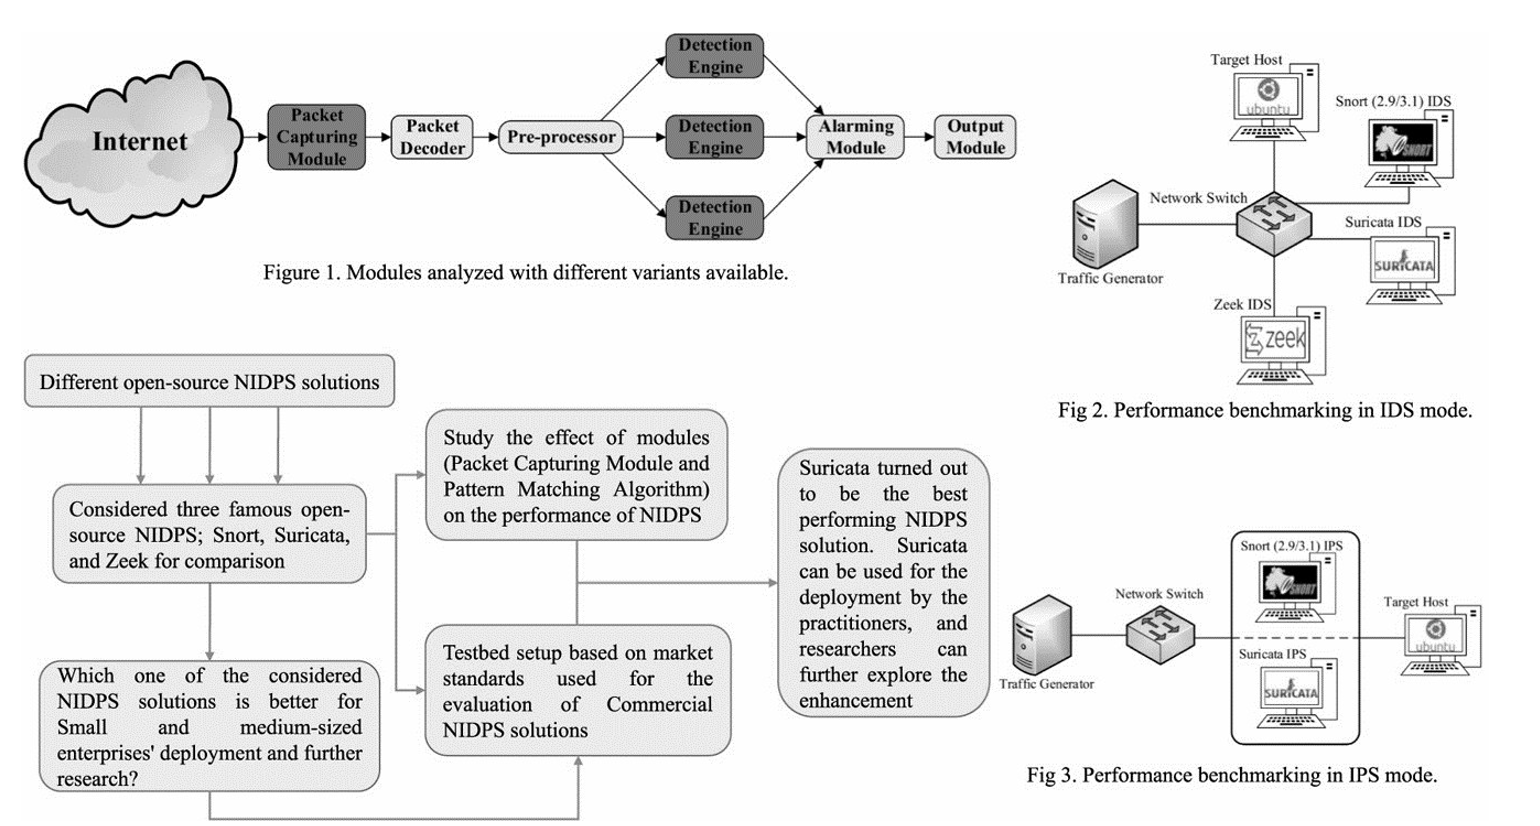 Internet
Packet
Capturing
Module
Packet
Decoder
Pre-processor
Detection
Engine
Detection
Engine
Detection
Engine
Alarming
Module
Output
Module
Figure 1. Modules analyzed with different variants available.
Target Host
ubuntu
Snort (2.9/3.1) IDS
SNORT
Network Switch
Suricata IDS
SURICATA
Traffic Generator
Zeek IDS
zeek
Fig 2. Performance benchmarking in IDS mode.
Different open-source NIDPS solutions
Considered three famous open-
source NIDPS; Snort, Suricata,
and Zeek for comparison
Which one of the considered
NIDPS solutions is better for
Small and medium-sized
enterprises' deployment and further
research?
Study the effect of modules
(Packet Capturing Module and
Pattern Matching Algorithm)
on the performance of NIDPS
Testbed setup based on market
standards used for the
evaluation of Commercial
NIDPS solutions
Suricata turned out
to be the best
performing NIDPS
solution. Suricata
can be used for the
deployment by the
practitioners, and
researchers can
further explore the
enhancement
Snort (2.9/3.1) IPS
SNORT
Network Switch
Target Host
ubuntu
Suricata IPS
SURICATA
Traffic Generator
Fig 3. Performance benchmarking in IPS mode.